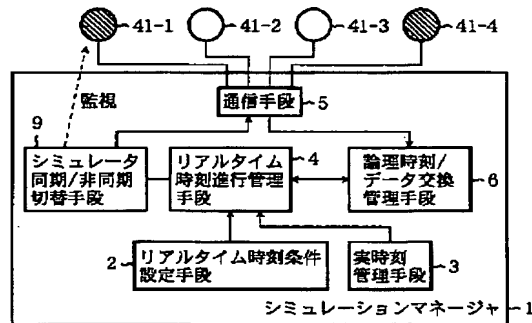 41-1
41-2
41-3
41-4
監視
通信手段
5
9
シミュレータ
同期/非同期
切替手段
リアルタイム
時刻進行管理
手段
4
論理時刻/
データ交換
管理手段
6
2
リアルタイム時刻条件
設定手段
実時刻
管理手段
3
シミュレーションマネージャ
1